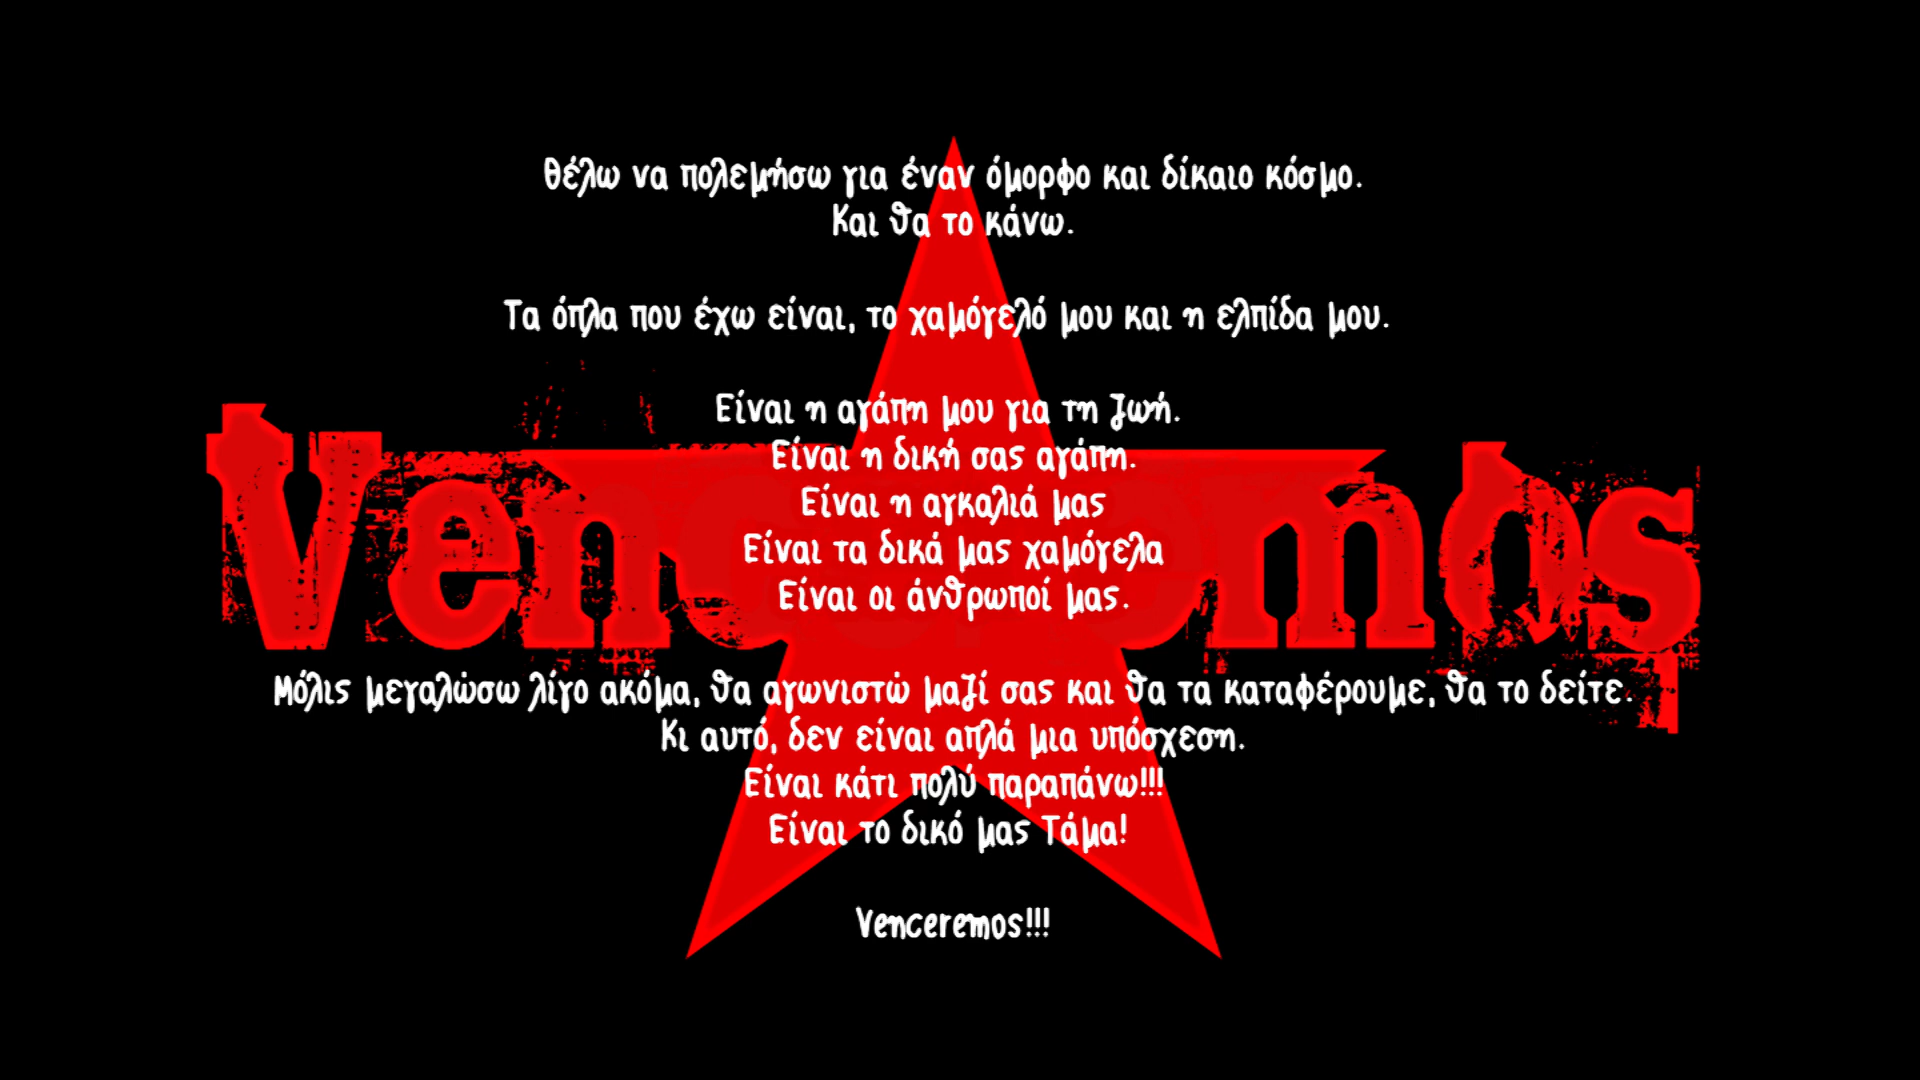 θέλω να πολεμήσω για έναν όμορφο και δίκαιο κόσμο.
Και θα το κάνω.
Τα όπλα που έχω είναι, το χαμόγελό μου και η ελπίδα μου.
Είναι η αγάπη μου για τη ζωή.
Είναι η δική σας αγάπη.
Είναι η αγκαλιά μας
Είναι τα δικά μας χαμόγελα
Είναι οι άνθρωποί μας.
Venceremos
Μόλις μεγαλώσω λίγο ακόμα, θα αγωνιστώ μαζί σας και θα τα καταφέρουμε, θα το δείτε.
Κι αυτό, δεν είναι απλά μια υπόσχεση.
Είναι κάτι πολύ παραπάνω!!!
Είναι το δικό μας Τάμα!
Venceremos!!!